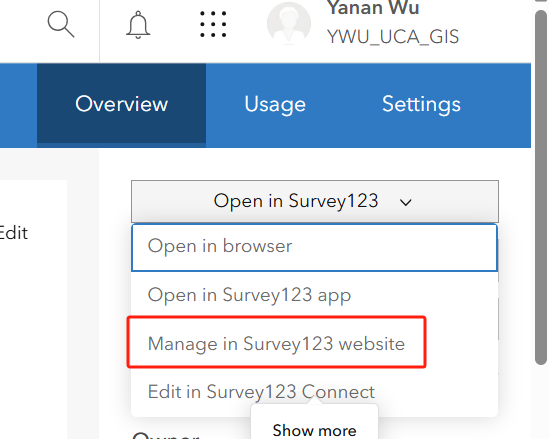 Yanan Wu
YWU_UCA_GIS
Overview Usage Settings
Open in Survey123
Edit
Open in browser
Open in Survey123 app
Manage in Survey123 website
Edit in Survey123 Connect
Show more
Owner